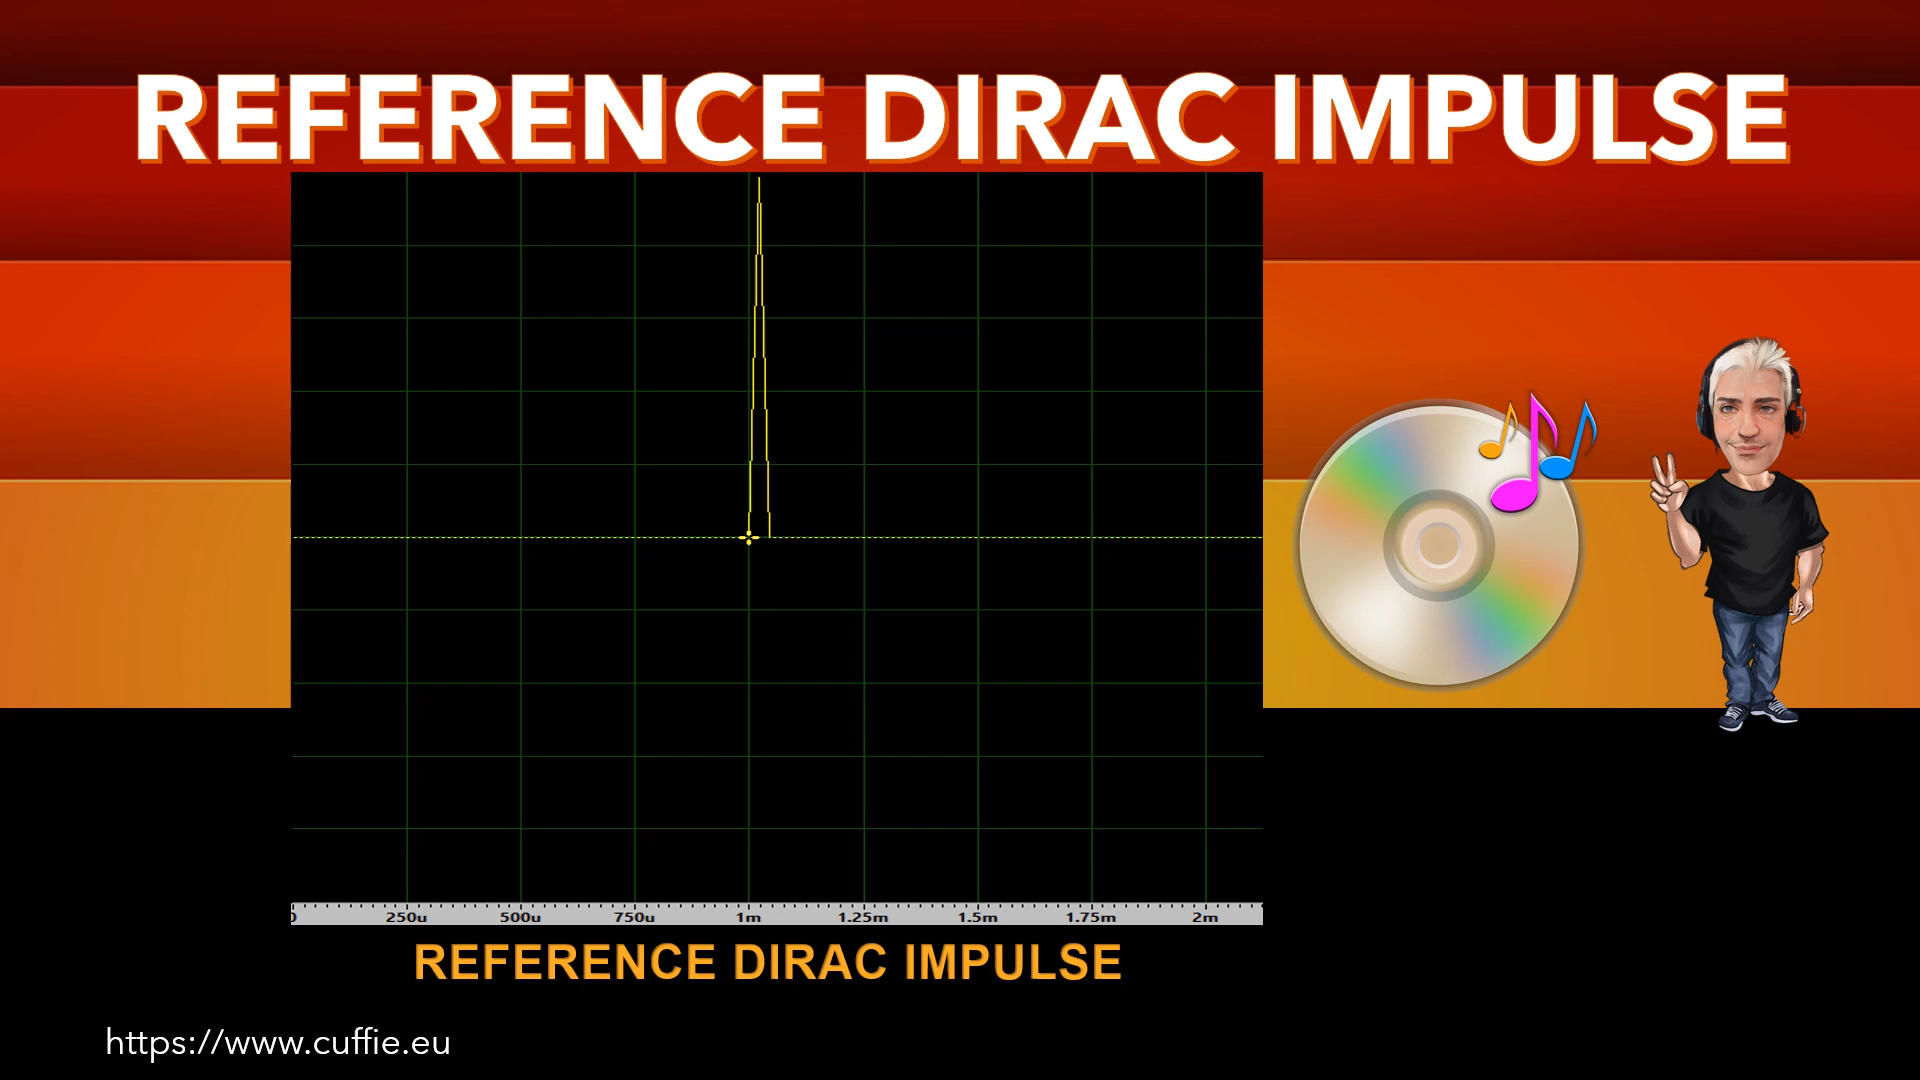 REFERENCE DIRAC IMPULSE
0 250u 500u 750u 1m 1.25m 1.5m 1.75m 2m
REFERENCE DIRAC IMPULSE
https://www.cuffie.eu